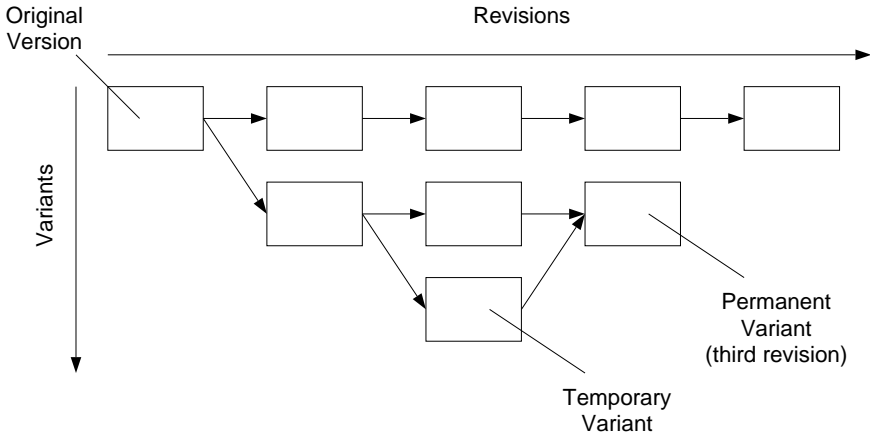 Original
Version
Revisions
Variants
Permanent
Variant
(third revision)
Temporary
Variant